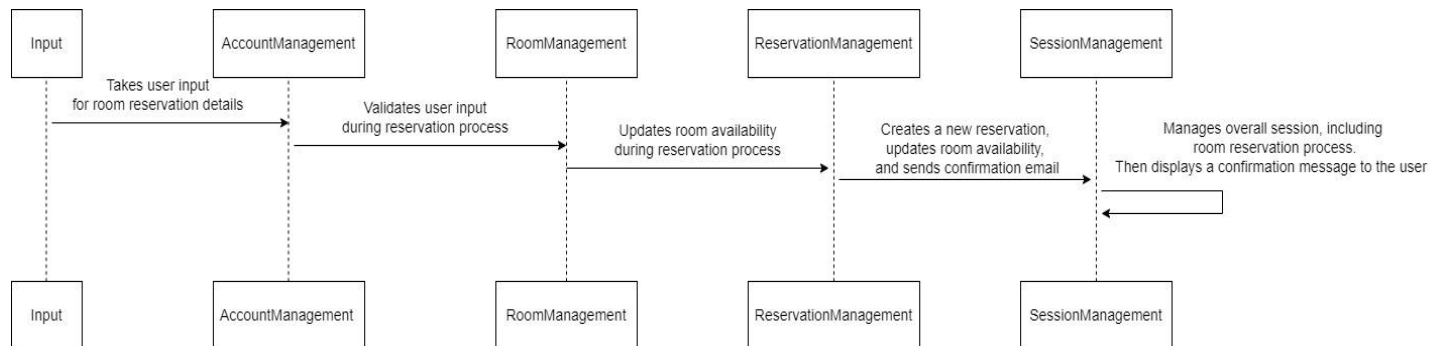 Input
AccountManagement
RoomManagement
ReservationManagement
SessionManagement
Takes user input
for room reservation details
Validates user input
during reservation process
Updates room availability
during reservation process
Creates a new reservation,
updates room availability,
and sends confirmation email
Manages overall session, including
room reservation process.
Then displays a confirmation message to the user
Input
AccountManagement
RoomManagement
ReservationManagement
SessionManagement